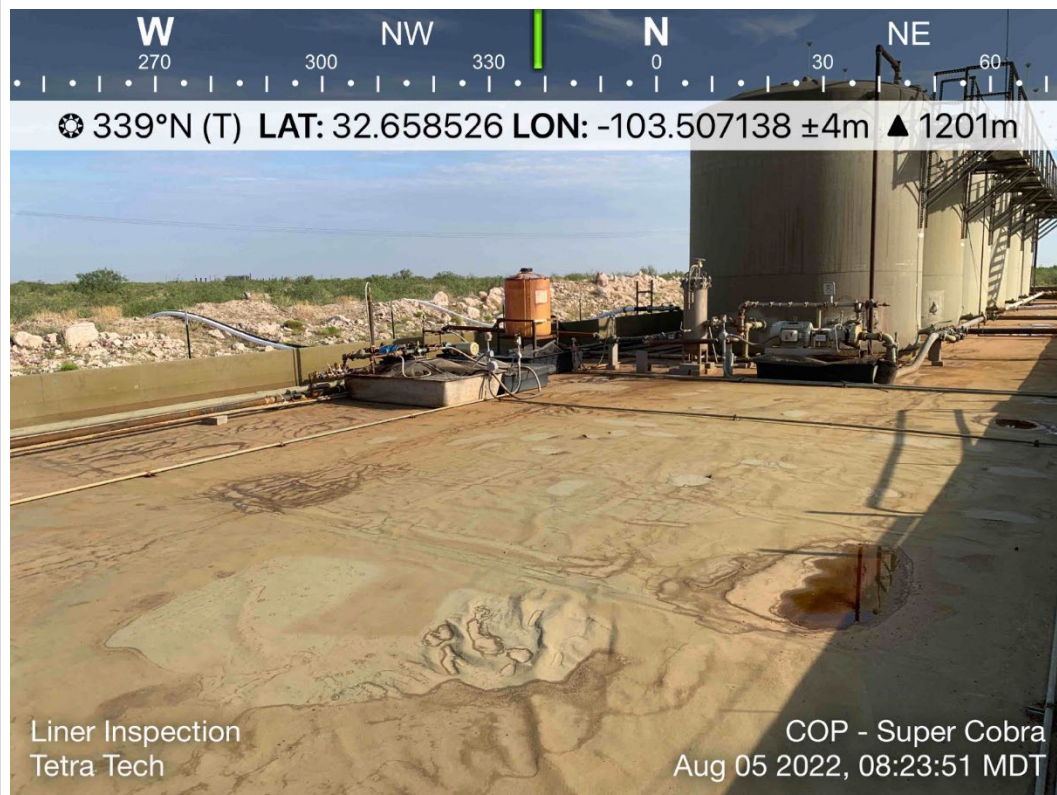 W NW N NE
270 300 330 0 30 60
339°N (T) LAT: 32.658526 LON: -103.507138 ±4m ▲ 1201m
Liner Inspection
Tetra Tech
COP - Super Cobra
Aug 05 2022, 08:23:51 MDT